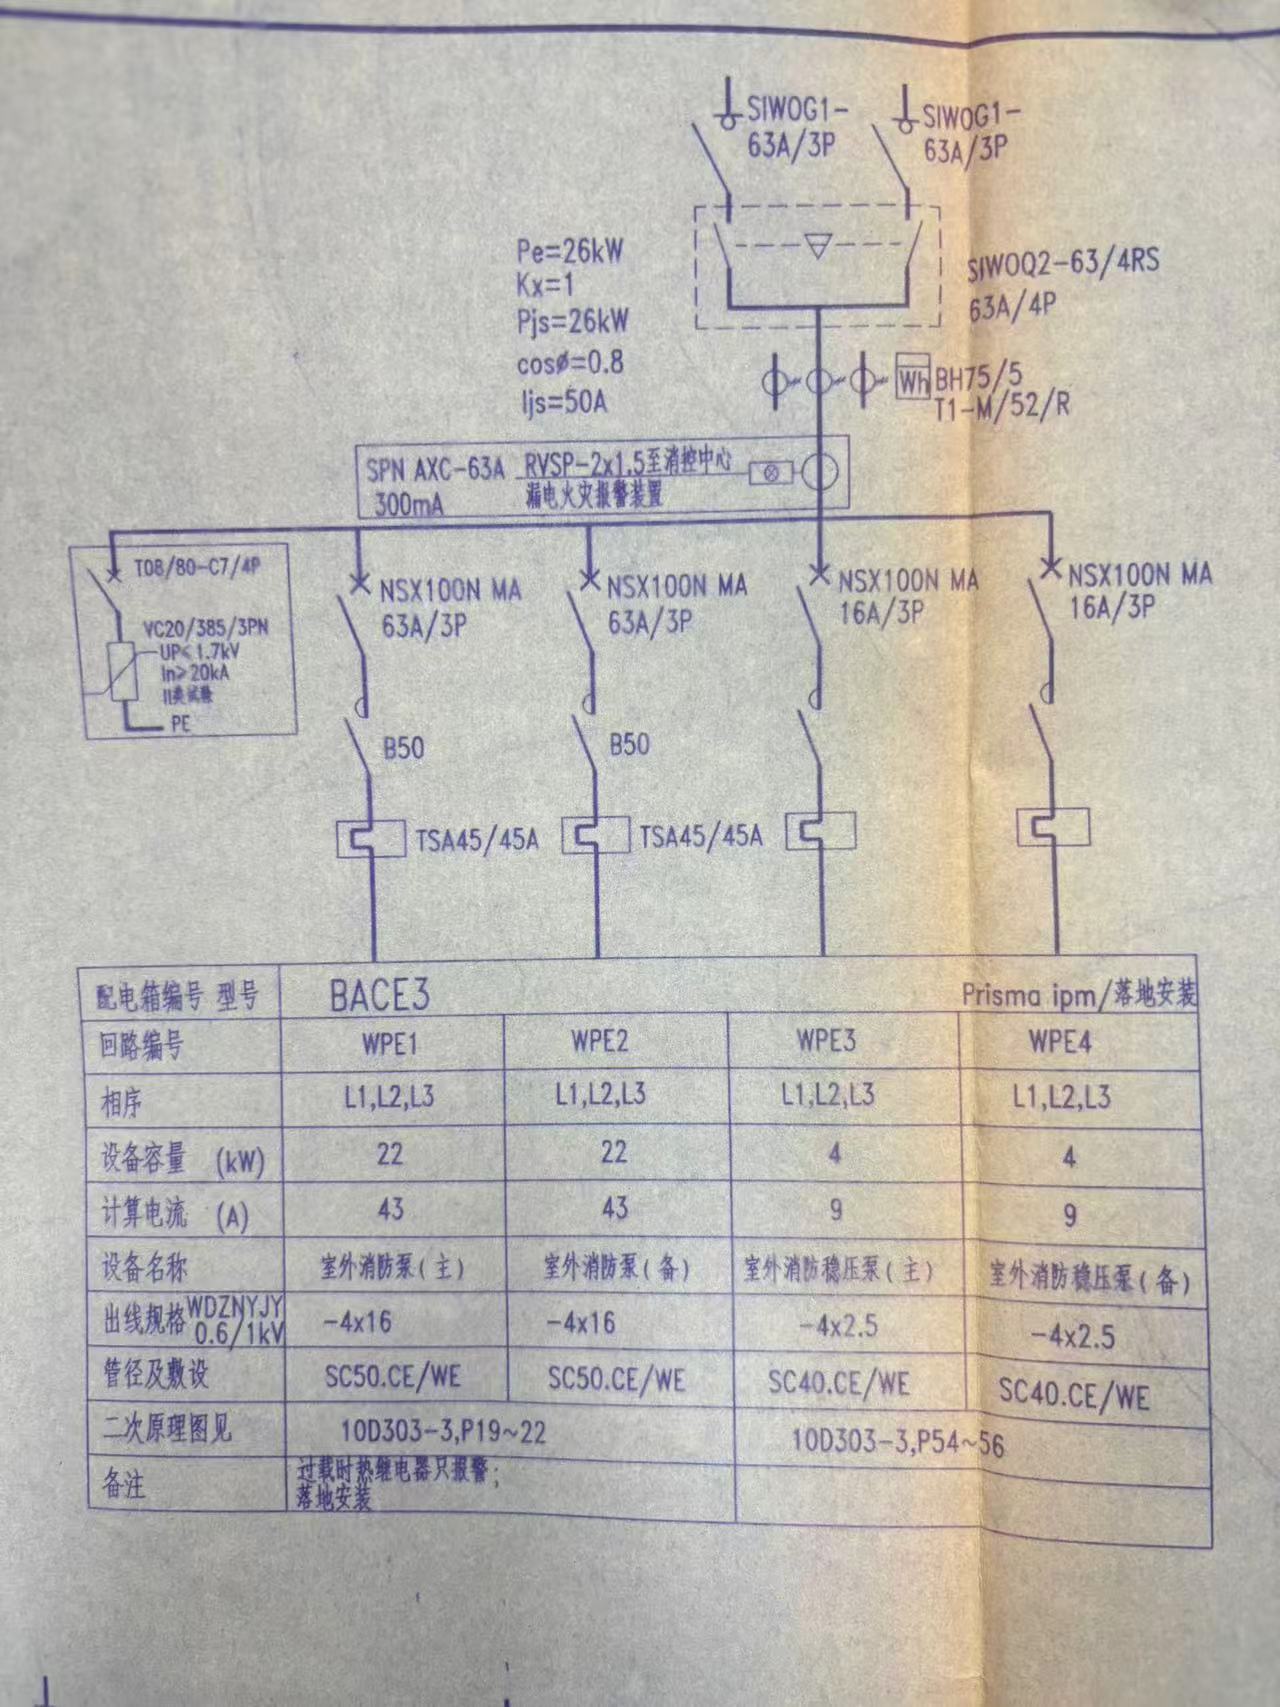 SIWOG1-
63A/3P
SIWOG1-
63A/3P
Pe=26kW
Kx=1
Pjs=26kW
cosø=0.8
Ijs=50A
SIWOQ2-63/4RS
63A/4P
Wh
BH75/5
T1-M/52/R
SPN AXC-63A
300mA
RVSP-2x1.5至消控中心
漏电火灾报警装置
T08/80-C7/4P
VC20/385/3PN
UP<1.7kV
In≥20kA
II类试验
PE
NSX100N MA
63A/3P
NSX100N MA
63A/3P
NSX100N MA
16A/3P
NSX100N MA
16A/3P
B50
B50
TSA45/45A
TSA45/45A
配电箱编号 型号 BACE3 Prisma ipm/落地安装
回路编号 WPE1 WPE2 WPE3 WPE4
相序 L1,L2,L3 L1,L2,L3 L1,L2,L3 L1,L2,L3
设备容量 (kW) 22 22 4 4
计算电流 (A) 43 43 9 9
设备名称 室外消防泵(主) 室外消防泵(备) 室外消防稳压泵(主) 室外消防稳压泵(备)
出线规格 WDZNYJY 0.6/1kV -4x16 -4x16 -4x2.5 -4x2.5
管径及敷设 SC50.CE/WE SC50.CE/WE SC40.CE/WE SC40.CE/WE
二次原理图见 10D303-3,P19~22 10D303-3,P54~56
备注 过载时热继电器只报警;
落地安装